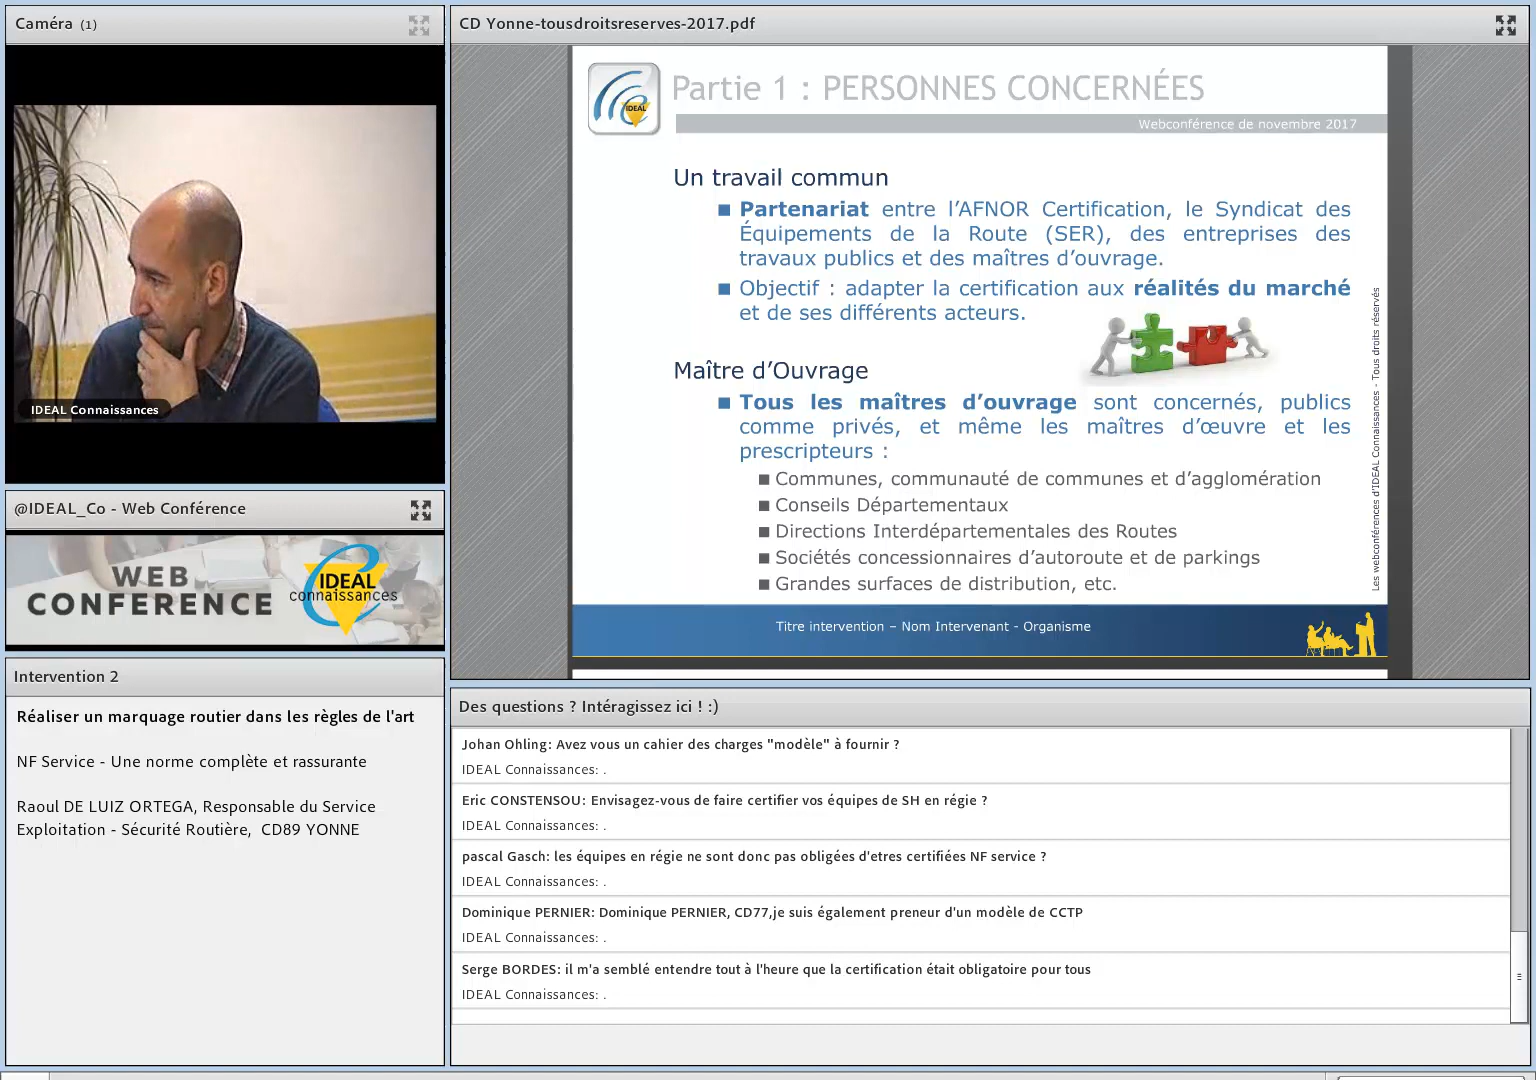 Caméra (1)
IDEAL Connaissances
@IDEAL_Co - Web Conférence
WEB
CONFERENCE
IDEAL
connaissances
Intervention 2
Réaliser un marquage routier dans les règles de l'art
NF Service - Une norme complète et rassurante
Raoul DE LUIZ ORTEGA, Responsable du Service
Exploitation - Sécurité Routière, CD89 YONNE
CD Yonne-tousdroitsreserves-2017.pdf
IDEAL
Partie 1 : PERSONNES CONCERNÉES
Webconférence de novembre 2017
Un travail commun
■ Partenariat entre l’AFNOR Certification, le Syndicat des
Équipements de la Route (SER), des entreprises des
travaux publics et des maîtres d’ouvrage.
■ Objectif : adapter la certification aux réalités du marché
et de ses différents acteurs.
Maître d’Ouvrage
■ Tous les maîtres d’ouvrage sont concernés, publics
comme privés, et même les maîtres d’œuvre et les
prescripteurs :
■ Communes, communauté de communes et d’agglomération
■ Conseils Départementaux
■ Directions Interdépartementales des Routes
■ Sociétés concessionnaires d’autoroute et de parkings
■ Grandes surfaces de distribution, etc.
Les webconférences d’IDEAL Connaissances - Tous droits réservés
Titre intervention – Nom Intervenant - Organisme
Des questions ? Intéragissez ici ! :)
Johan Ohling: Avez vous un cahier des charges "modèle" à fournir ?
IDEAL Connaissances: .
Eric CONSTENSOU: Envisagez-vous de faire certifier vos équipes de SH en régie ?
IDEAL Connaissances: .
pascal Gasch: les équipes en régie ne sont donc pas obligées d'etres certifiées NF service ?
IDEAL Connaissances: .
Dominique PERNIER: Dominique PERNIER, CD77,je suis également preneur d'un modèle de CCTP
IDEAL Connaissances: .
Serge BORDES: il m'a semblé entendre tout à l'heure que la certification était obligatoire pour tous
IDEAL Connaissances: .